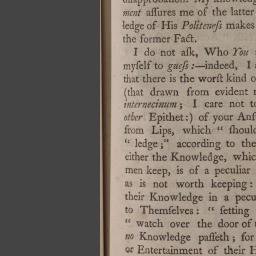 disapprobation. My knowledg
ment assures me of the latter
ledge of His Politeness makes
the former Fact.
I do not ask, Who You
myself to guess:—indeed, I
that there is the worst kind o
(that drawn from evident
internecinum; I care not to
other Epithet:) of your Anſ
from Lips, which " ſhould
" ledge;" according to the
either the Knowledge, which
men keep, is of a peculiar
as is not worth keeping:
their Knowledge in a pecu
to Themſelves: " ſetting
" watch over the door of
no Knowledge paſſeth; for
or Entertainment of their H